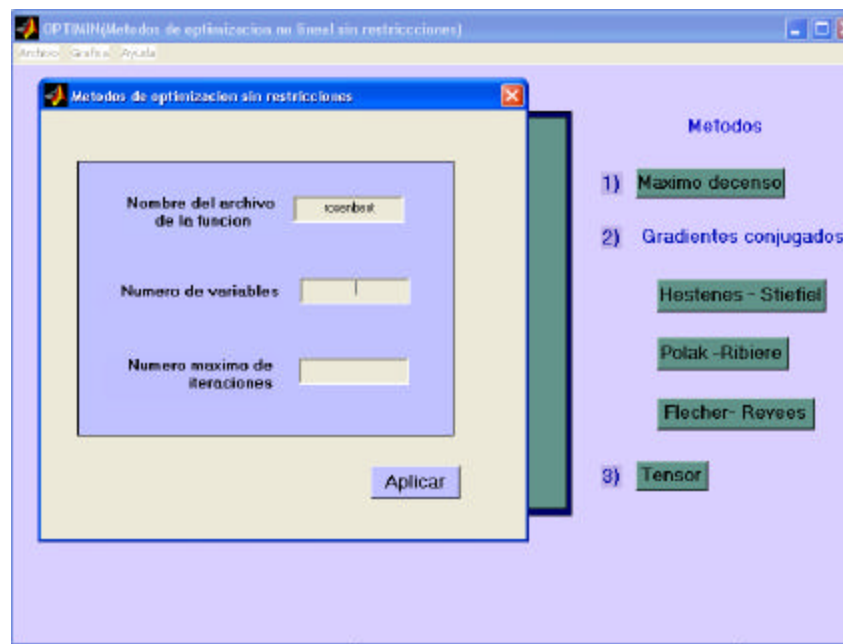 OPTIMIN(Metodos de optimizacion no lineal sin restriccciones)
Archivo Grafica Ayuda
Metodos de optimizacion sin restricciones
Nombre del archivo
de la funcion
Numero de variables
Numero maximo de
iteraciones
Aplicar
Metodos
1) Maximo decenso
2) Gradientes conjugados
Hestenes - Stiefiel
Polak -Ribiere
Flecher- Revees
3) Tensor